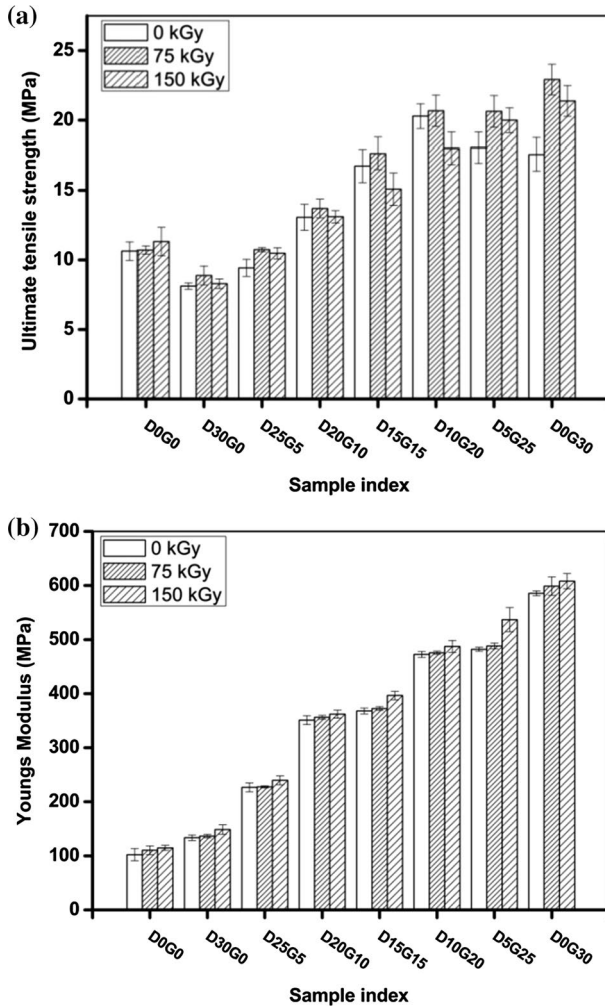 (a)
0 kGy
75 kGy
150 kGy
25
20
15
10
5
0
Ultimate tensile strength (MPa)
D0G0
D30G0
D25G5
D20G10
D15G15
D10G20
D5G25
D0G30
Sample index
(b)
0 kGy
75 kGy
150 kGy
700
600
500
400
300
200
100
0
Youngs Modulus (MPa)
D0G0
D30G0
D25G5
D20G10
D15G15
D10G20
D5G25
D0G30
Sample index